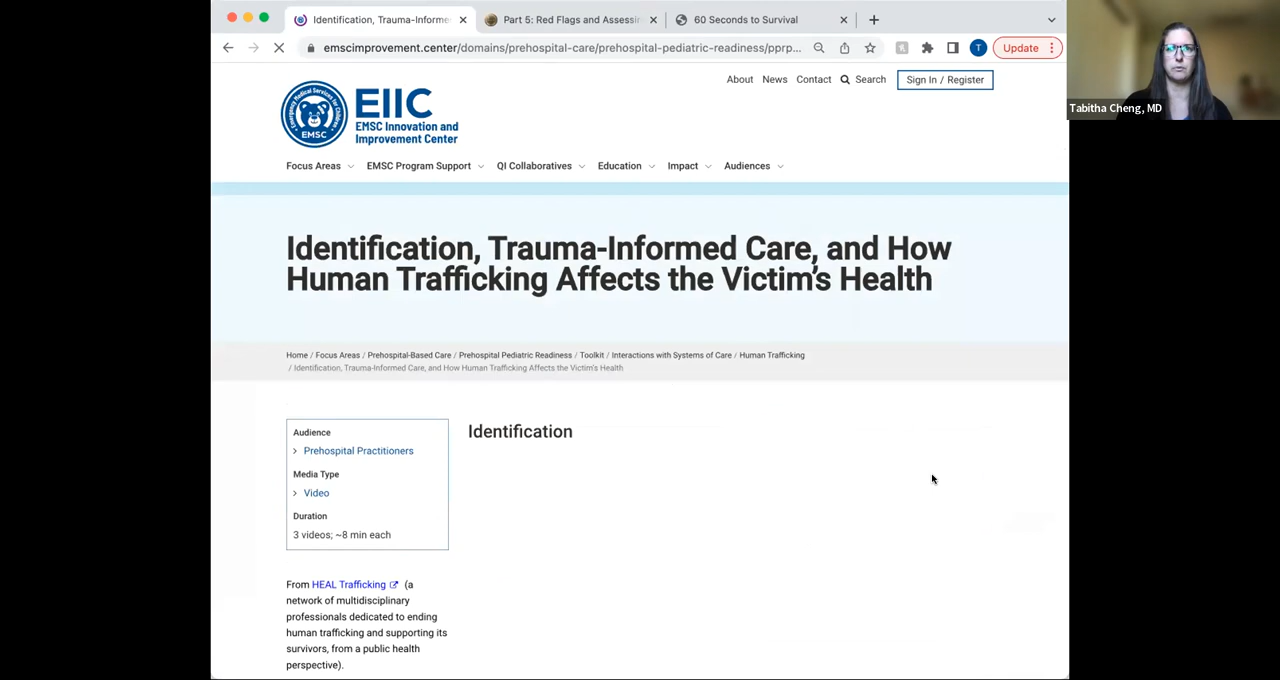 Identification, Trauma-Informe
Part 5: Red Flags and Assessin
60 Seconds to Survival
emscimprovement.center/domains/prehospital-care/prehospital-pediatric-readiness/pprp...
T
Update
Tabitha Cheng, MD
About News Contact Search Sign In / Register
Emergency Medical Services for Children
EMSC
EIIC
EMSC Innovation and
Improvement Center
Focus Areas EMSC Program Support QI Collaboratives Education Impact Audiences
Identification, Trauma-Informed Care, and How
Human Trafficking Affects the Victim's Health
Home / Focus Areas / Prehospital-Based Care / Prehospital Pediatric Readiness / Toolkit / Interactions with Systems of Care / Human Trafficking
/ Identification, Trauma-Informed Care, and How Human Trafficking Affects the Victim's Health
Audience
Prehospital Practitioners
Media Type
Video
Duration
3 videos; ~8 min each
Identification
From HEAL Trafficking (a
network of multidisciplinary
professionals dedicated to ending
human trafficking and supporting its
survivors, from a public health
perspective).